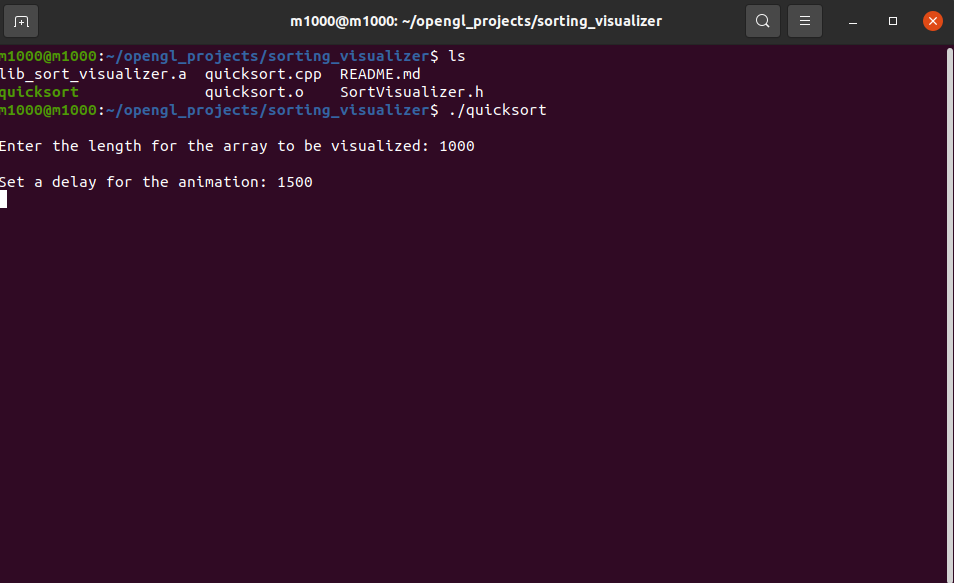 m1000@m1000: ~/opengl_projects/sorting_visualizer
m1000@m1000:~/opengl_projects/sorting_visualizer$ ls
lib_sort_visualizer.a  quicksort.cpp  README.md
quicksort              quicksort.o    SortVisualizer.h
m1000@m1000:~/opengl_projects/sorting_visualizer$ ./quicksort
Enter the length for the array to be visualized: 1000
Set a delay for the animation: 1500